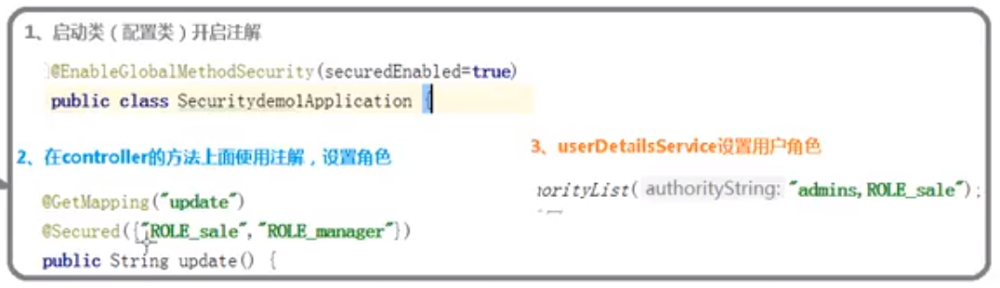 1、启动类（配置类）开启注解
@EnableGlobalMethodSecurity(securedEnabled=true)
public class Securitydemo1Application {
2、在controller的方法上面使用注解，设置角色
@GetMapping("update")
@Secured({"ROLE_sale","ROLE_manager"})
public String update() {
3、userDetailsService设置用户角色
orityList( authorityString: "admins,ROLE_sale");